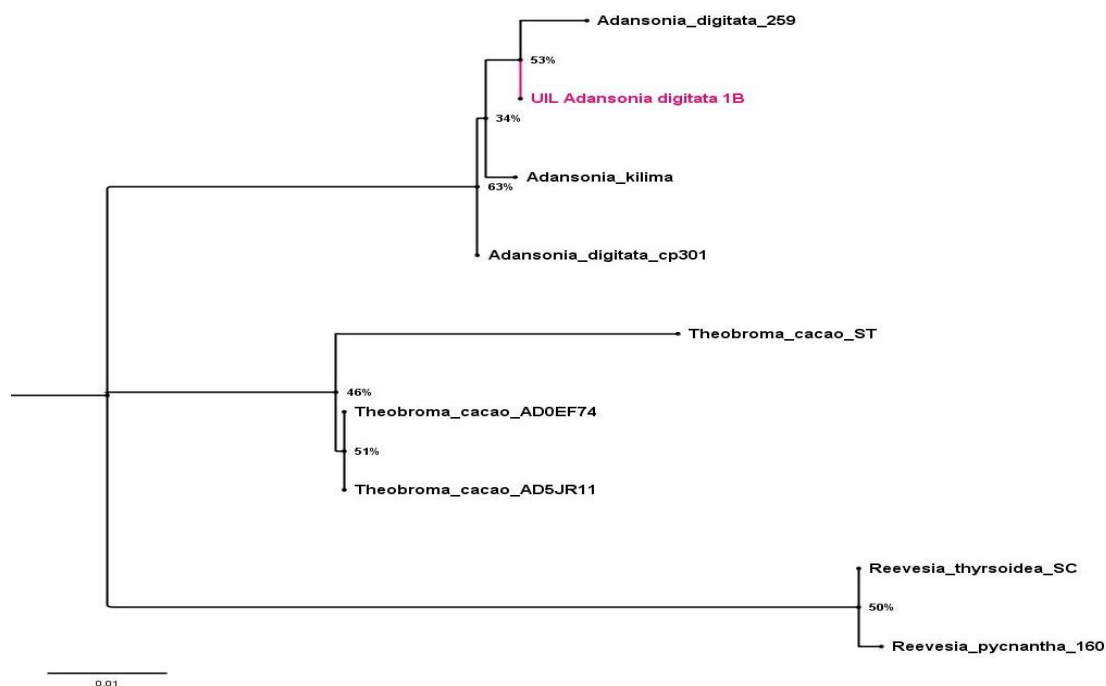 Adansonia_digitata_259
53%
UIL Adansonia digitata 1B
34%
Adansonia_kilima
63%
Adansonia_digitata_cp301
Theobroma_cacao_ST
46%
Theobroma_cacao_AD0EF74
51%
Theobroma_cacao_AD5JR11
Reevesia_thyrsoidea_SC
50%
Reevesia_pycnantha_160
0.01